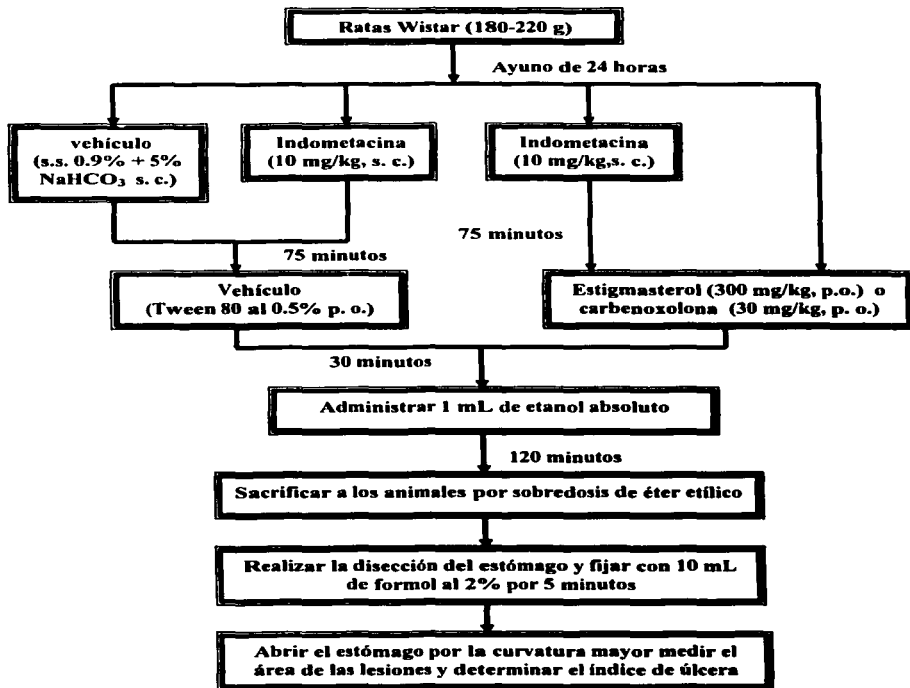 Ratas Wistar (180-220 g)
Ayuno de 24 horas
vehículo
(s.s. 0.9% + 5%
NaHCO₃ s. c.)
Indometacina
(10 mg/kg, s. c.)
Indometacina
(10 mg/kg,s. c.)
75 minutos
75 minutos
Vehículo
(Tween 80 al 0.5% p. o.)
Estigmasterol (300 mg/kg, p.o.) o
carbenoxolona (30 mg/kg, p. o.)
30 minutos
Administrar 1 mL de etanol absoluto
120 minutos
Sacrificar a los animales por sobredosis de éter etílico
Realizar la disección del estómago y fijar con 10 mL
de formol al 2% por 5 minutos
Abrir el estómago por la curvatura mayor medir el
área de las lesiones y determinar el índice de úlcera